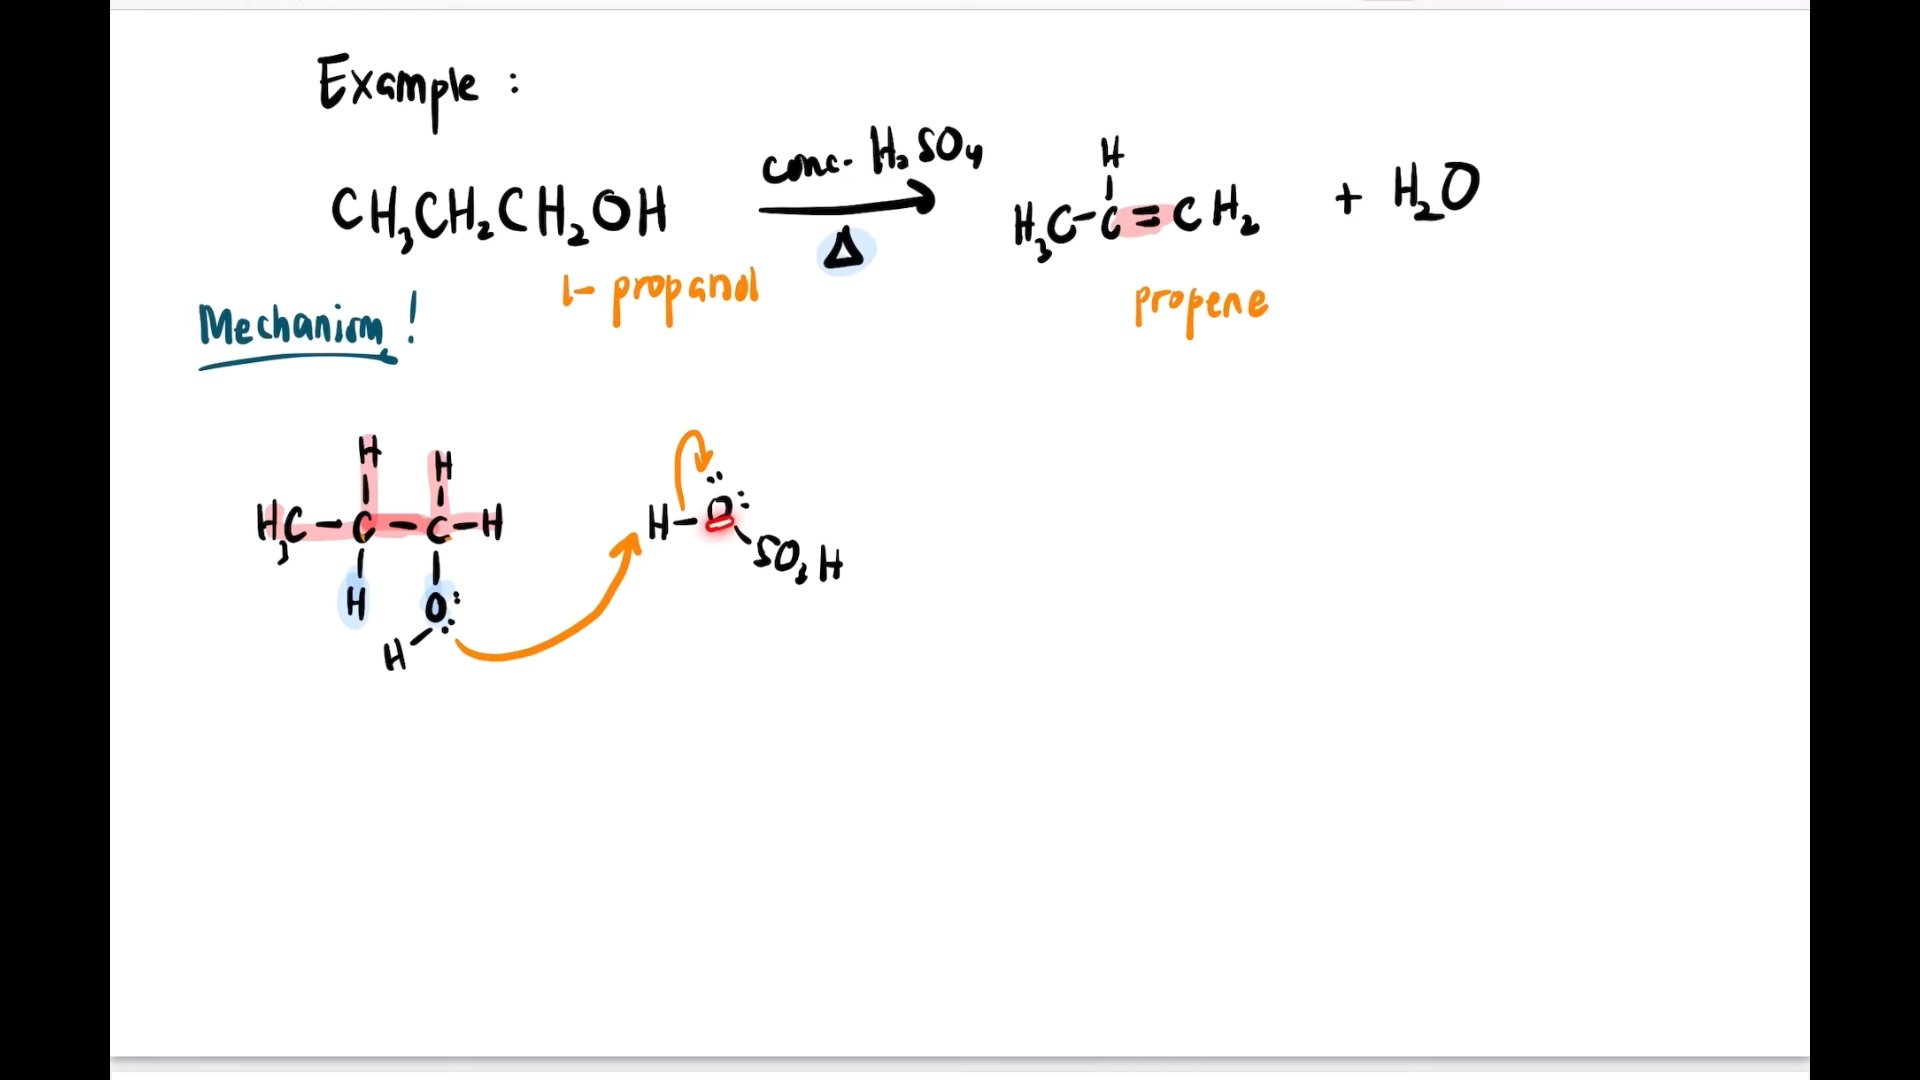 Example :
CH₃CH₂CH₂OH conc. H₂SO₄ Δ H₃C-C=CH₂ + H₂O
H
1- propanol propene
Mechanism !
H H
H₃C-C-C-H H-O
SO₃H
H O
H